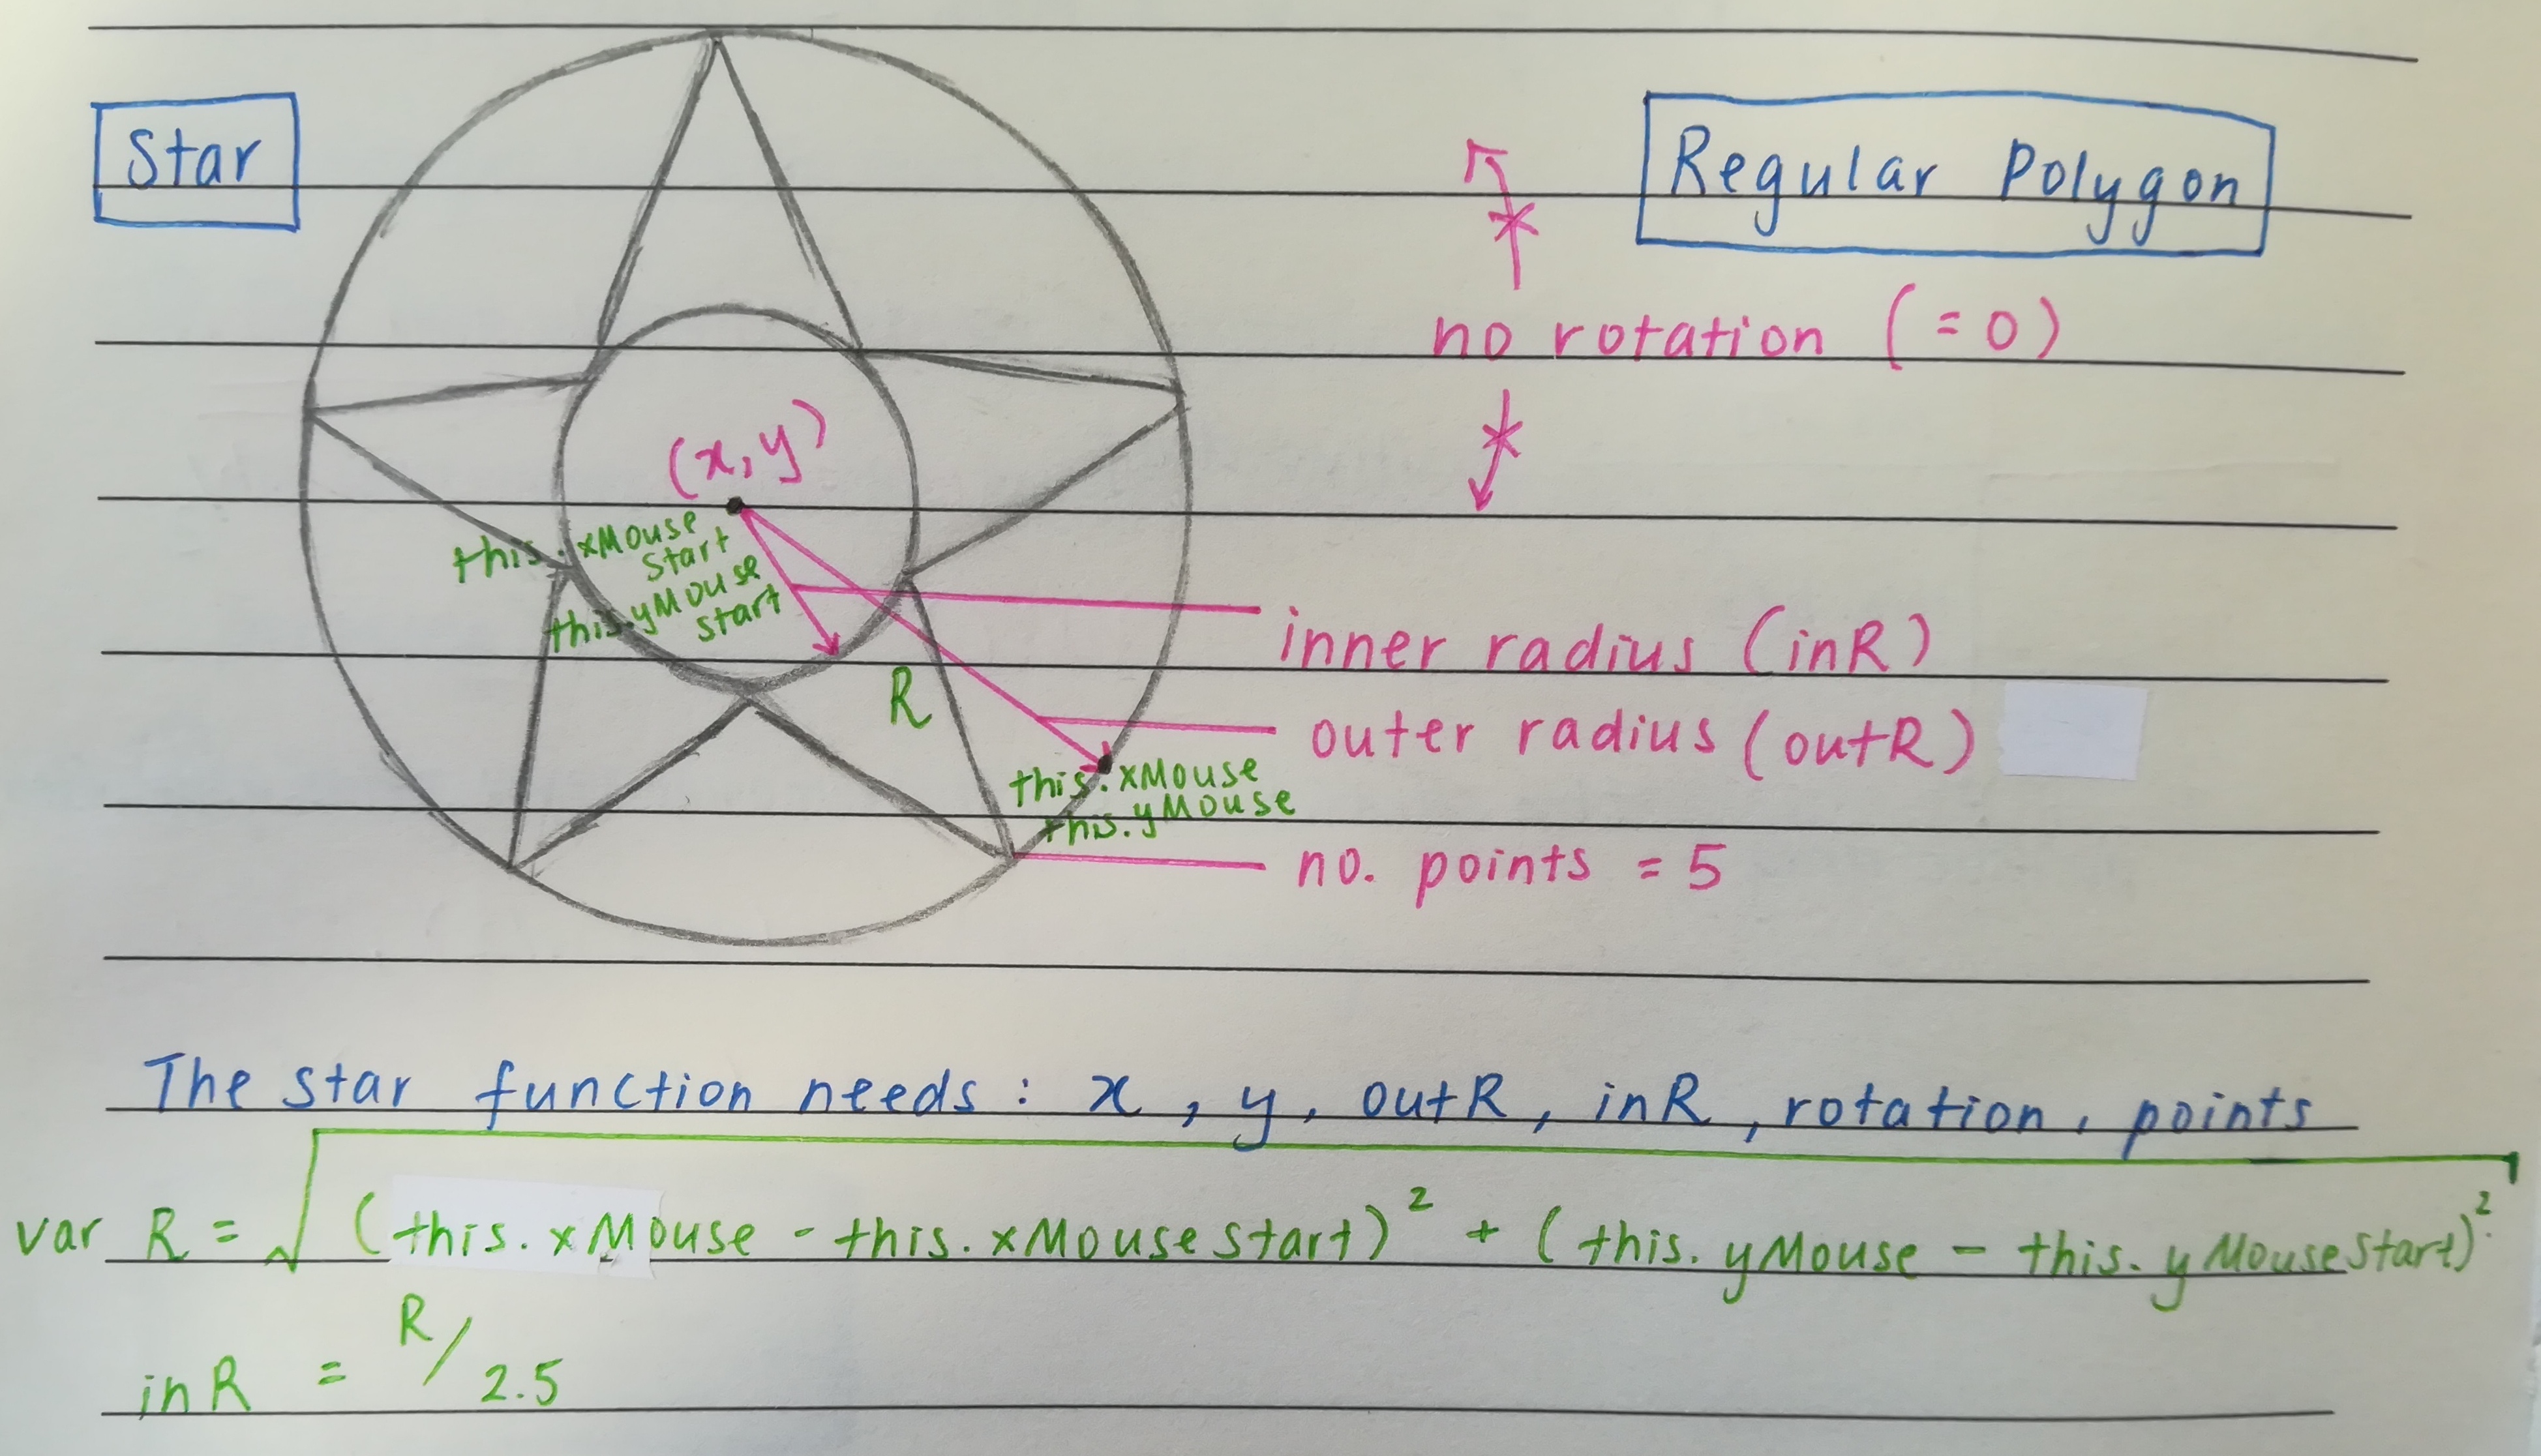 Star
Regular Polygon
no rotation (= 0)
(x, y)
this.xMouse
Start
this.yMouse
start
inner radius (inR)
R
outer radius (outR)
this.xMouse
this.yMouse
no. points = 5
The star function needs : x, y, outR, inR, rotation, points
var R = √(this.xMouse - this.xMouseStart)² + (this.yMouse - this.yMouseStart)²
inR = R/2.5